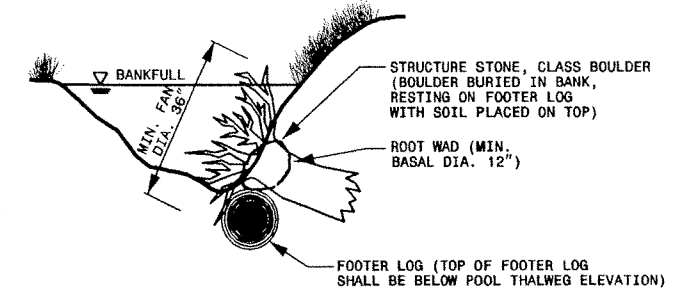 BANKFULL
MIN. FAN
DIA. 36"
STRUCTURE STONE, CLASS BOULDER
(BOULDER BURIED IN BANK,
RESTING ON FOOTER LOG
WITH SOIL PLACED ON TOP)
ROOT WAD (MIN.
BASAL DIA. 12")
FOOTER LOG (TOP OF FOOTER LOG
SHALL BE BELOW POOL THALWEG ELEVATION)